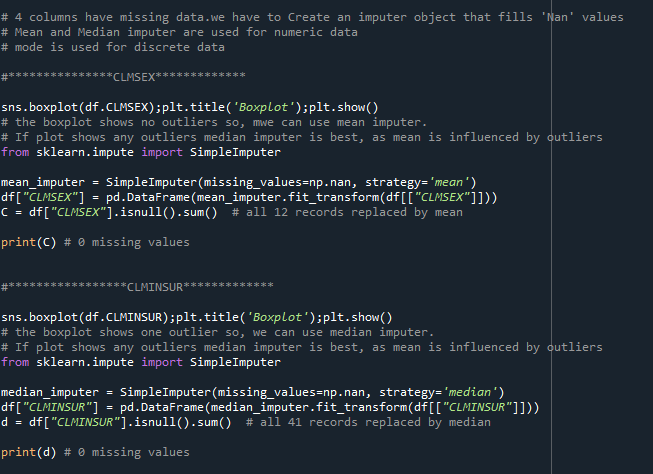 # 4 columns have missing data.we have to Create an imputer object that fills 'Nan' values
# Mean and Median imputer are used for numeric data
# mode is used for discrete data
#***************CLMSEX*************
sns.boxplot(df.CLMSEX);plt.title('Boxplot');plt.show()
# the boxplot shows no outliers so, mwe can use mean imputer.
# If plot shows any outliers median imputer is best, as mean is influenced by outliers
from sklearn.impute import SimpleImputer
mean_imputer = SimpleImputer(missing_values=np.nan, strategy='mean')
df["CLMSEX"] = pd.DataFrame(mean_imputer.fit_transform(df[["CLMSEX"]]))
C = df["CLMSEX"].isnull().sum()  # all 12 records replaced by mean
print(C) # 0 missing values
#*****************CLMINSUR*************
sns.boxplot(df.CLMINSUR);plt.title('Boxplot');plt.show()
# the boxplot shows one outlier so, we can use median imputer.
# If plot shows any outliers median imputer is best, as mean is influenced by outliers
from sklearn.impute import SimpleImputer
median_imputer = SimpleImputer(missing_values=np.nan, strategy='median')
df["CLMINSUR"] = pd.DataFrame(median_imputer.fit_transform(df[["CLMINSUR"]]))
d = df["CLMINSUR"].isnull().sum()  # all 41 records replaced by median
print(d) # 0 missing values